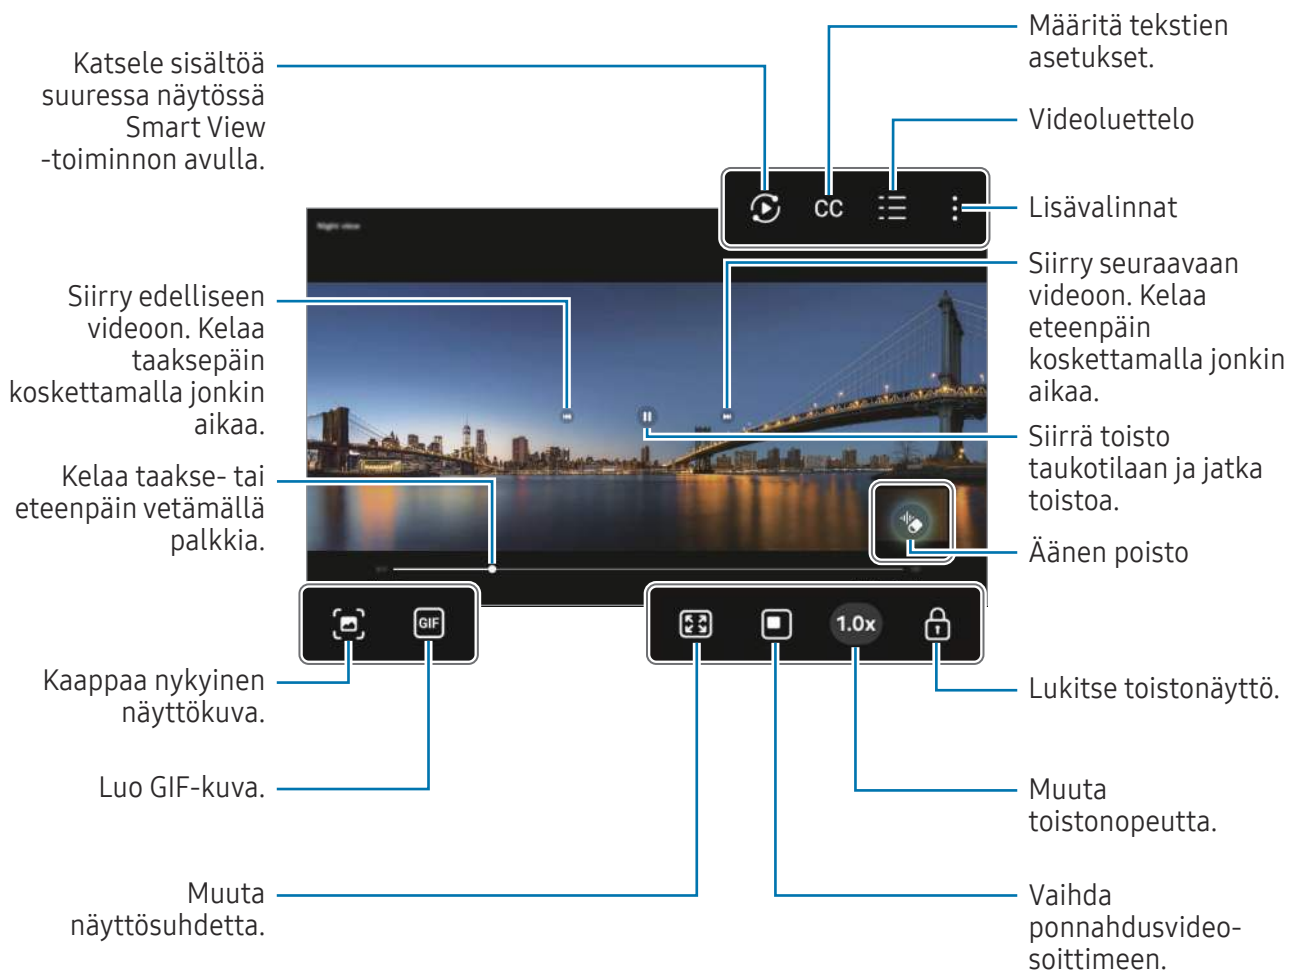 Katsele sisältöä
suuressa näytössä
Smart View
-toiminnon avulla.
Määritä tekstien
asetukset.
Videoluettelo
Lisävalinnat
CC
Night view
Siirry edelliseen
videoon. Kelaa
taaksepäin
koskettamalla jonkin
aikaa.
Siirry seuraavaan
videoon. Kelaa
eteenpäin
koskettamalla jonkin
aikaa.
Siirrä toisto
taukotilaan ja jatka
toistoa.
Kelaa taakse- tai
eteenpäin vetämällä
palkkia.
Äänen poisto
GIF
1.0x
Kaappaa nykyinen
näyttökuva.
Lukitse toistonäyttö.
Luo GIF-kuva.
Muuta
toistonopeutta.
Muuta
näyttösuhdetta.
Vaihda
ponnahdusvideo-
soittimeen.